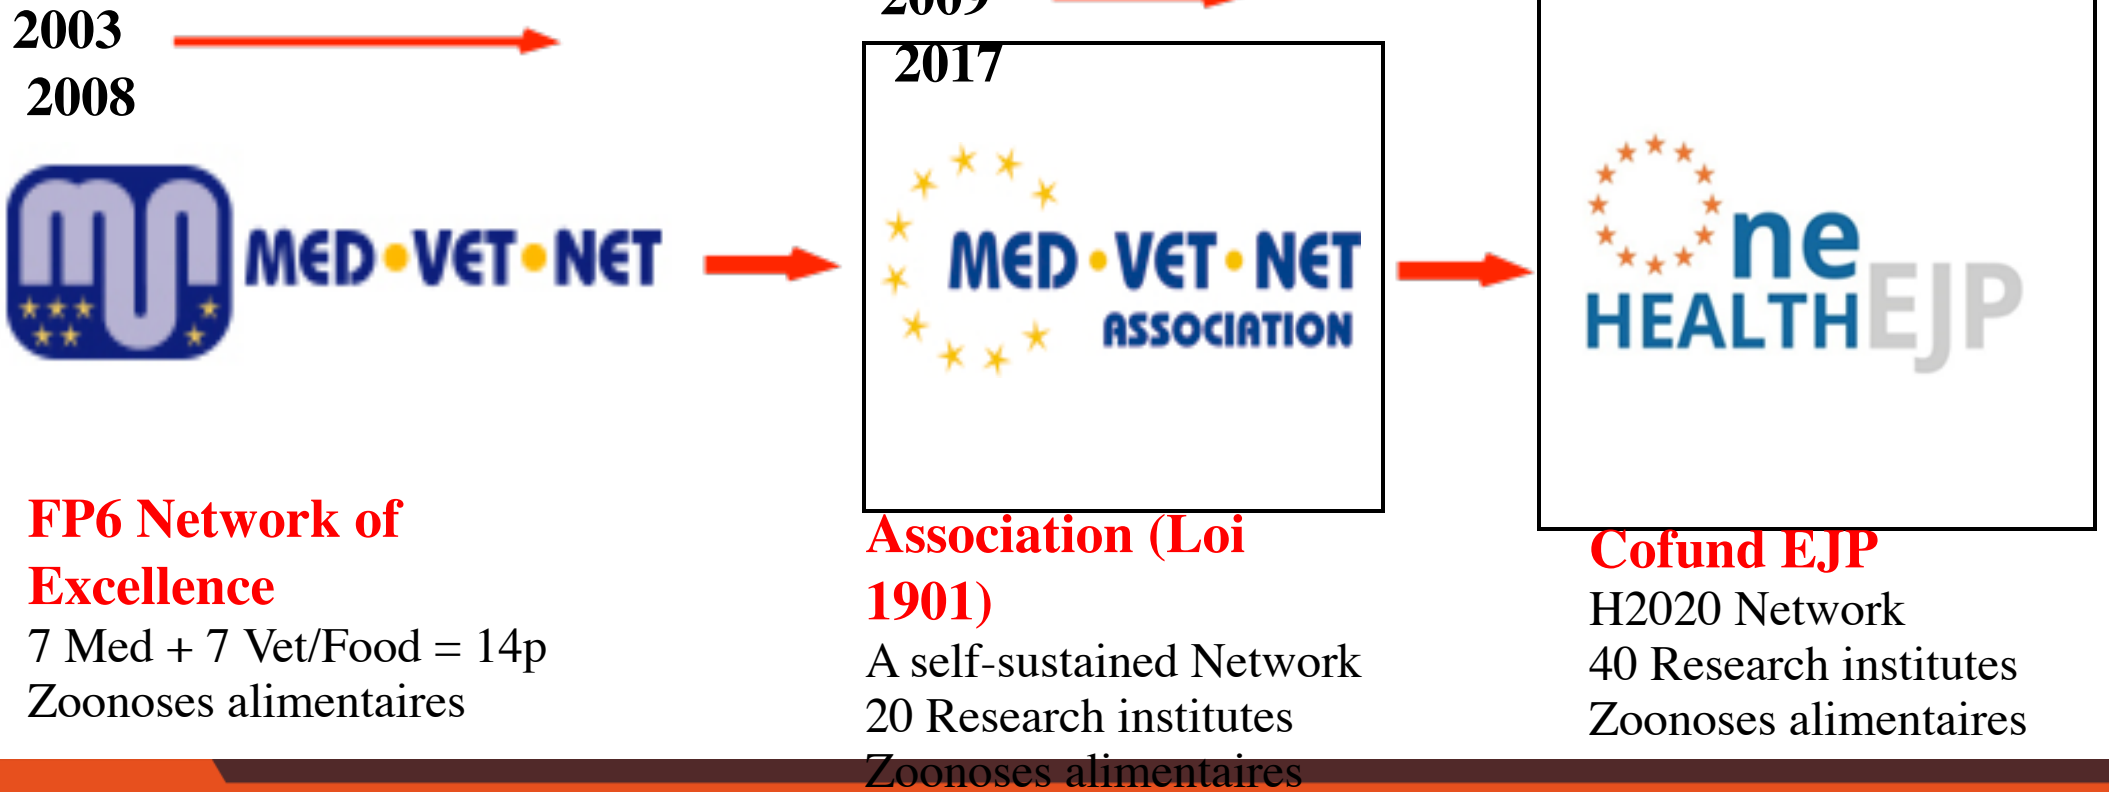 2003
2008
MED•VET•NET
FP6 Network of
Excellence
7 Med + 7 Vet/Food = 14p
Zoonoses alimentaires
2009
2017
MED•VET•NET
ASSOCIATION
Association (Loi
1901)
A self-sustained Network
20 Research institutes
Zoonoses alimentaires
One
HEALTH EJP
Cofund EJP
H2020 Network
40 Research institutes
Zoonoses alimentaires